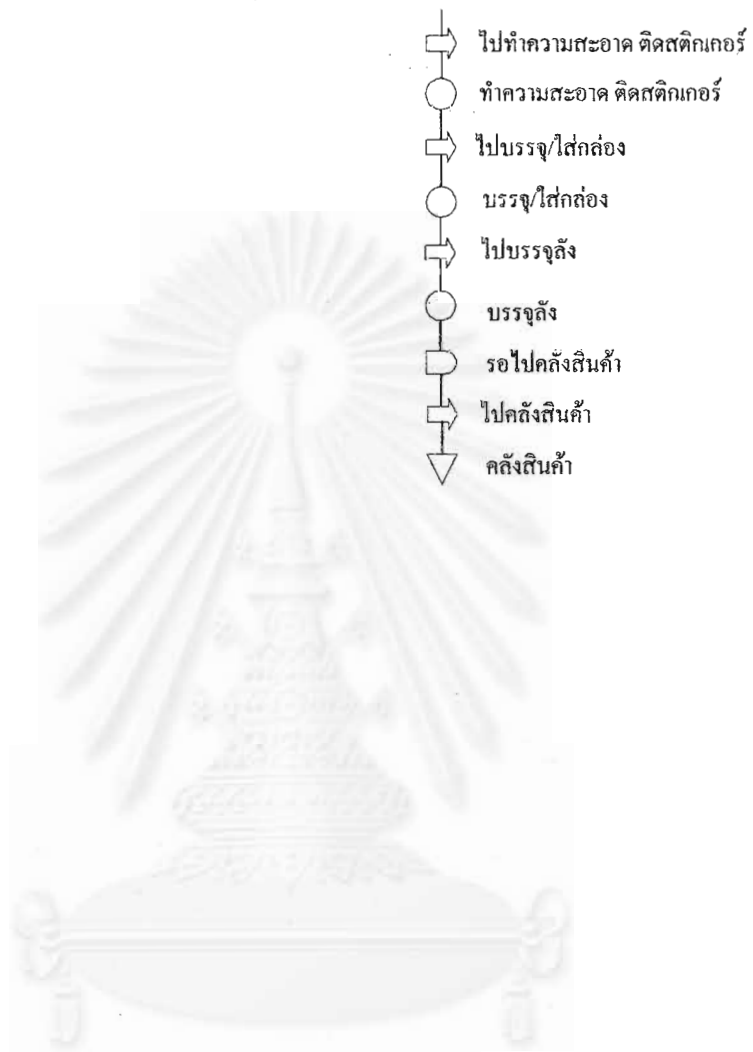 ไปทำความสะอาด ติดสติกเกอร์
ทำความสะอาด ติดสติกเกอร์
ไปบรรจุ/ใส่กล่อง
บรรจุ/ใส่กล่อง
ไปบรรจุลัง
บรรจุลัง
รอไปคลังสินค้า
ไปคลังสินค้า
คลังสินค้า